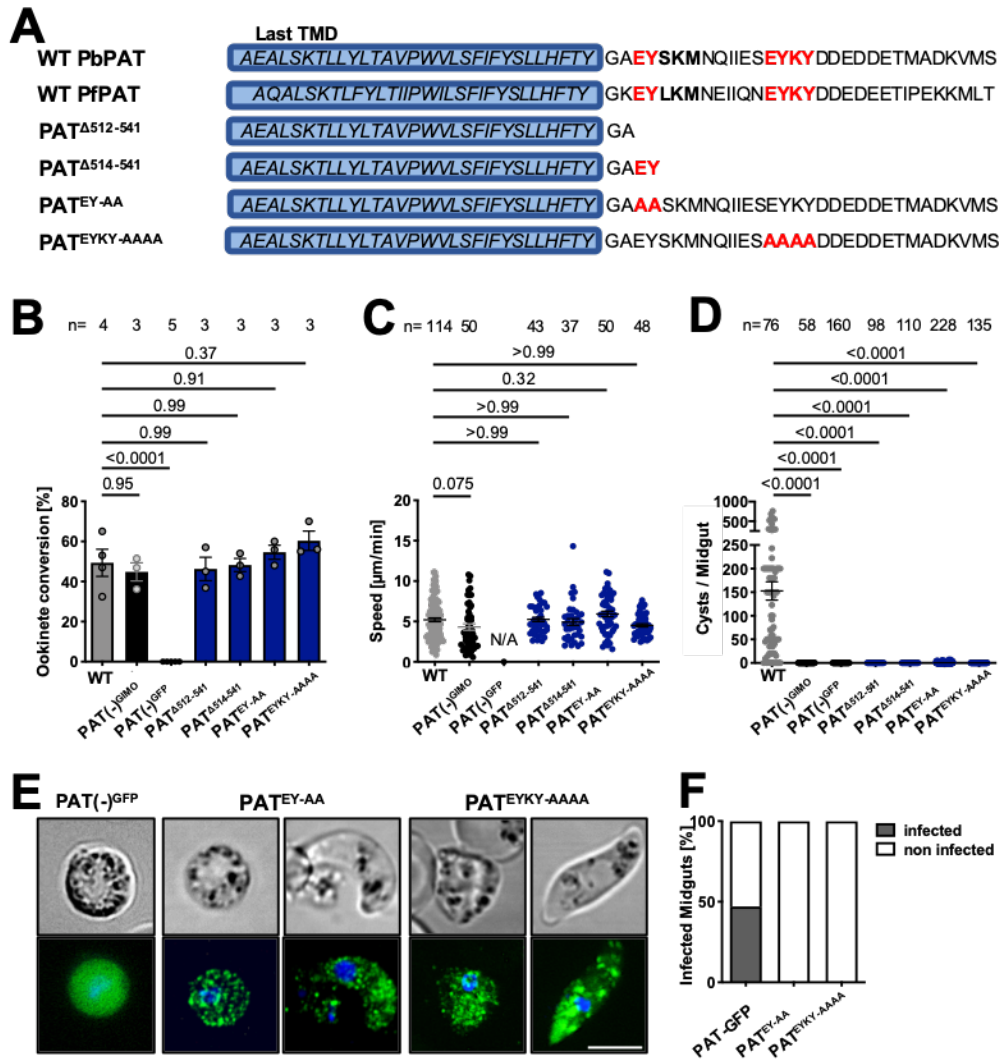 A
Last TMD
WT PbPAT AEALSKTLLYLTAVPWVLSFIFYSLLHFTY GAEYSKMNQIIESEYKYDDEDDETMADKVMS
WT PfPAT AQALSKTLFYLTIIPWILSFIFYSLLHFTY GKEYLKMNEIIQNEYKYDDEDEETIPEKKMLT
PATΔ512-541 AEALSKTLLYLTAVPWVLSFIFYSLLHFTY GA
PATΔ514-541 AEALSKTLLYLTAVPWVLSFIFYSLLHFTY GAEY
PATEY-AA AEALSKTLLYLTAVPWVLSFIFYSLLHFTY GAAASKMNQIIESEYKYDDEDDETMADKVMS
PATEYKY-AAAA AEALSKTLLYLTAVPWVLSFIFYSLLHFTY GAEYSKMNQIIESAAAADDEDDETMADKVMS
B
n= 4 3 5 3 3 3 3
0.37
0.91
0.99
0.99
<0.0001
0.95
Ookinete conversion [%]
80
60
40
20
0
WT PAT(-)GIMO PAT(-)GFP PATΔ512-541 PATΔ514-541 PATEY-AA PATEYKY-AAAA
C
n= 114 50 43 37 50 48
>0.99
0.32
>0.99
>0.99
0.075
Speed [µm/min]
20
15
10
5
0
N/A
WT PAT(-)GIMO PAT(-)GFP PATΔ512-541 PATΔ514-541 PATEY-AA PATEYKY-AAAA
D
n=76 58 160 98 110 228 135
<0.0001
<0.0001
<0.0001
<0.0001
<0.0001
<0.0001
Cysts / Midgut
1000
500
250
200
150
100
50
0
WT PAT(-)GIMO PAT(-)GFP PATΔ512-541 PATΔ514-541 PATEY-AA PATEYKY-AAAA
E
PAT(-)GFP PATEY-AA PATEYKY-AAAA
F
Infected Midguts [%]
100
50
0
infected
non infected
PAT-GFP PATEY-AA PATEYKY-AAAA